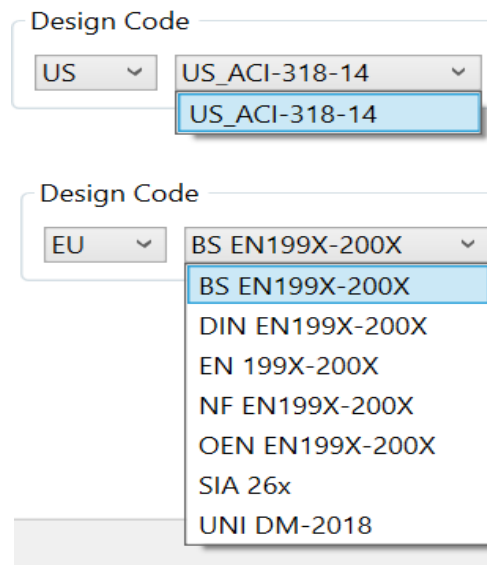 Design Code
US US_ACI-318-14
US_ACI-318-14
Design Code
EU BS EN199X-200X
BS EN199X-200X
DIN EN199X-200X
EN 199X-200X
NF EN199X-200X
OEN EN199X-200X
SIA 26x
UNI DM-2018